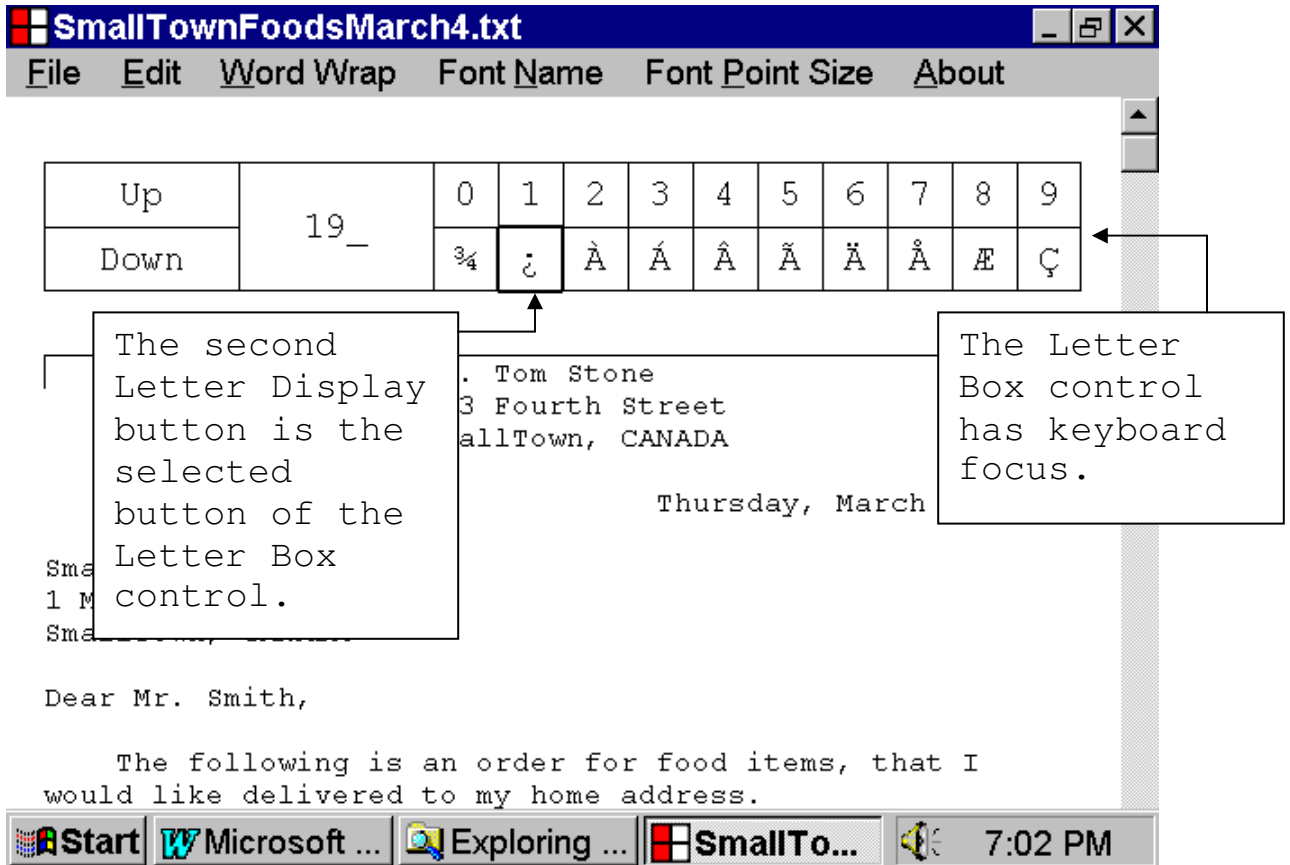 SmallTownFoodsMarch4.txt
File Edit Word Wrap Font Name Font Point Size About
Up 19_ 0 1 2 3 4 5 6 7 8 9
Down ¾ ¿ À Á Â Ã Ä Å Æ Ç
The second
Letter Display
button is the
selected
button of the
Letter Box
control.
The Letter
Box control
has keyboard
focus.
. Tom Stone
3 Fourth Street
allTown, CANADA
Thursday, March
Sma
1 M
Sma
Dear Mr. Smith,
The following is an order for food items, that I
would like delivered to my home address.
Start Microsoft ... Exploring ... SmallTo... 7:02 PM